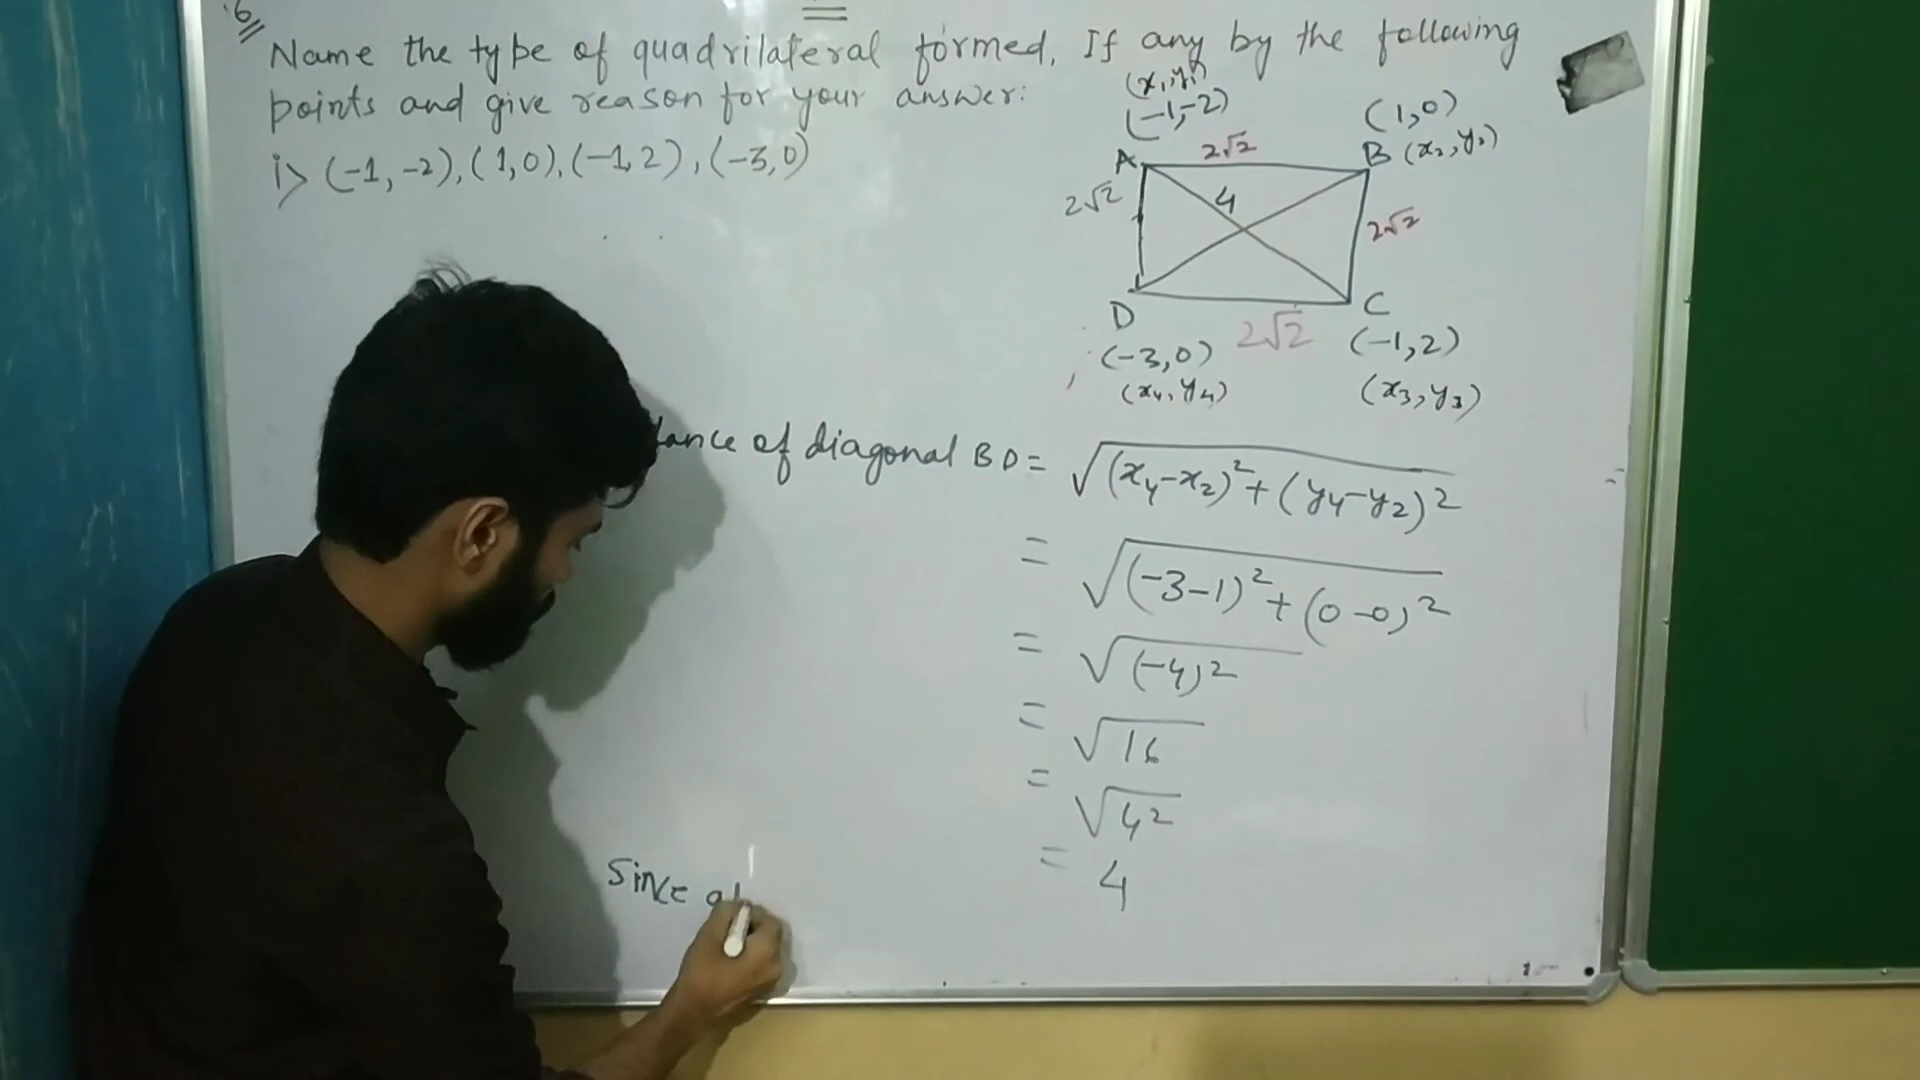 6
Name the type of quadrilateral formed, If any by the following
points and give reason for your answer:
i> (-1, -2), (1, 0), (-1, 2), (-3, 0)
(x₁, y₁)
(-1, -2)
(1, 0)
A 2√2 B (x₂, y₂)
2√2 4 2√2
D 2√2 C
(-3, 0) (-1, 2)
(x₄, y₄) (x₃, y₃)
of diagonal BD = √(x₄-x₂)² + (y₄-y₂)²
= √(-3-1)² + (0-0)²
= √(-4)²
= √16
= √4²
= 4
Since